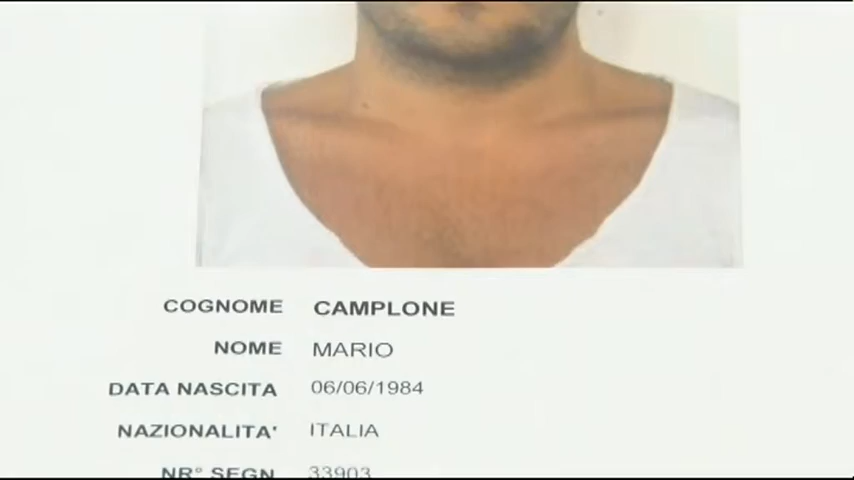 COGNOME CAMPLONE
NOME MARIO
DATA NASCITA 06/06/1984
NAZIONALITA' ITALIA
NR° SEGN 33903